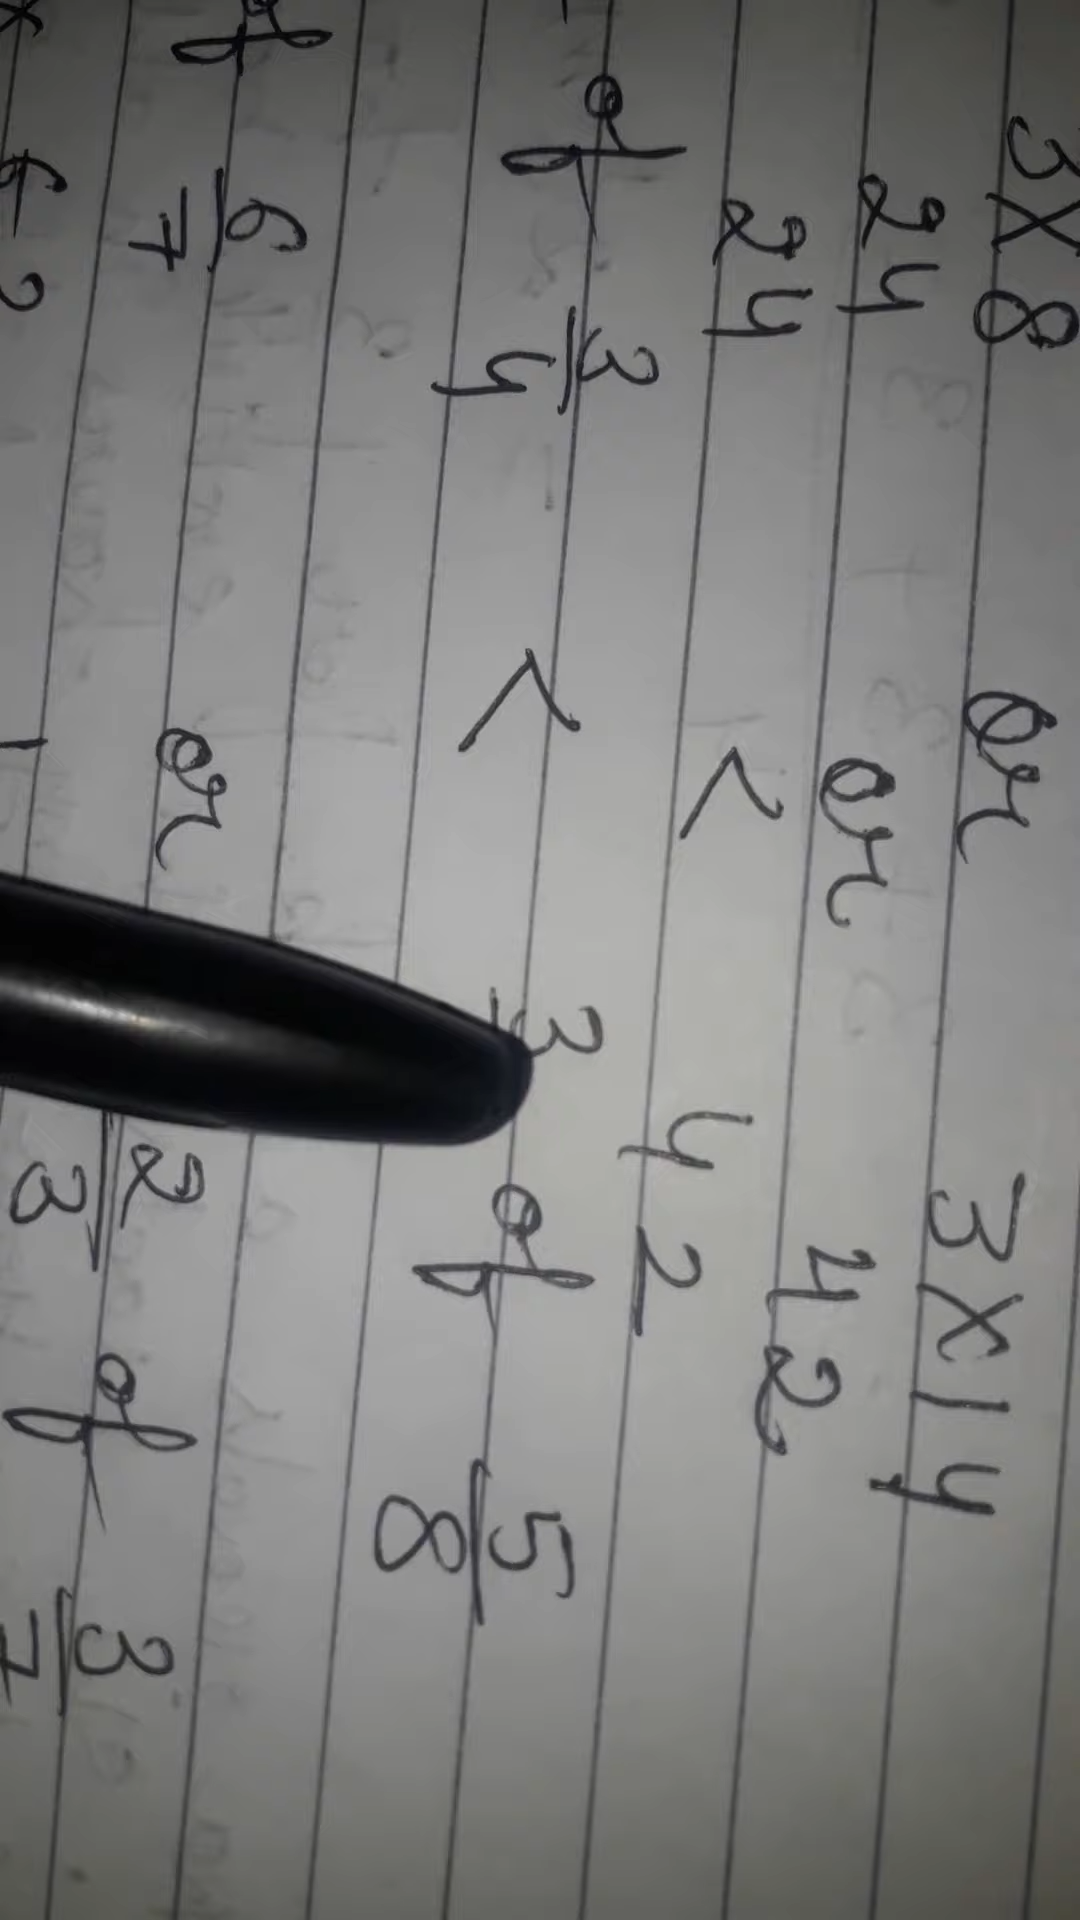 3 × 8 or 3 × 14
24 or 42
24 < 42
of 3/4 < 3 of 5/8
of 6/7 or 2/3 of 3/7